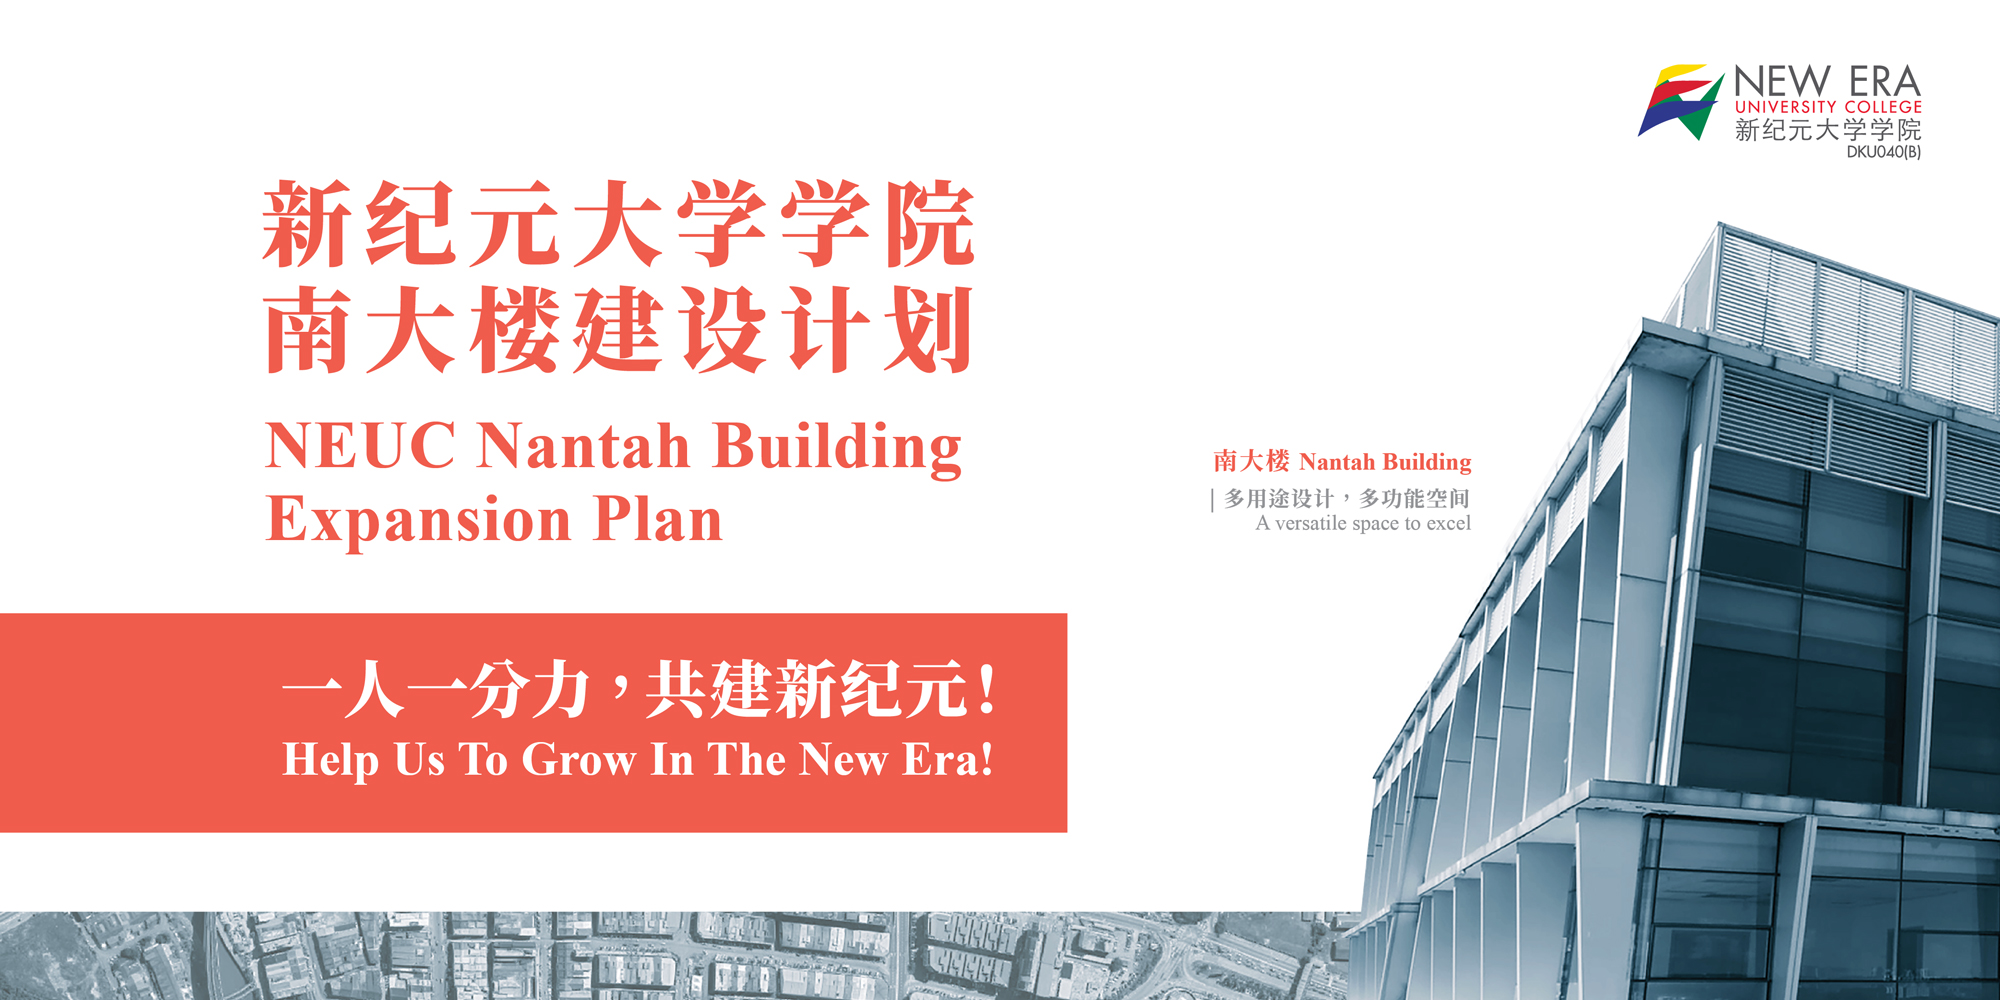 NEW ERA
UNIVERSITY COLLEGE
新纪元大学学院
DKU040(B)
新纪元大学学院
南大楼建设计划
NEUC Nantah Building
Expansion Plan
南大楼 Nantah Building
| 多用途设计，多功能空间
A versatile space to excel
一人一分力，共建新纪元！
Help Us To Grow In The New Era!